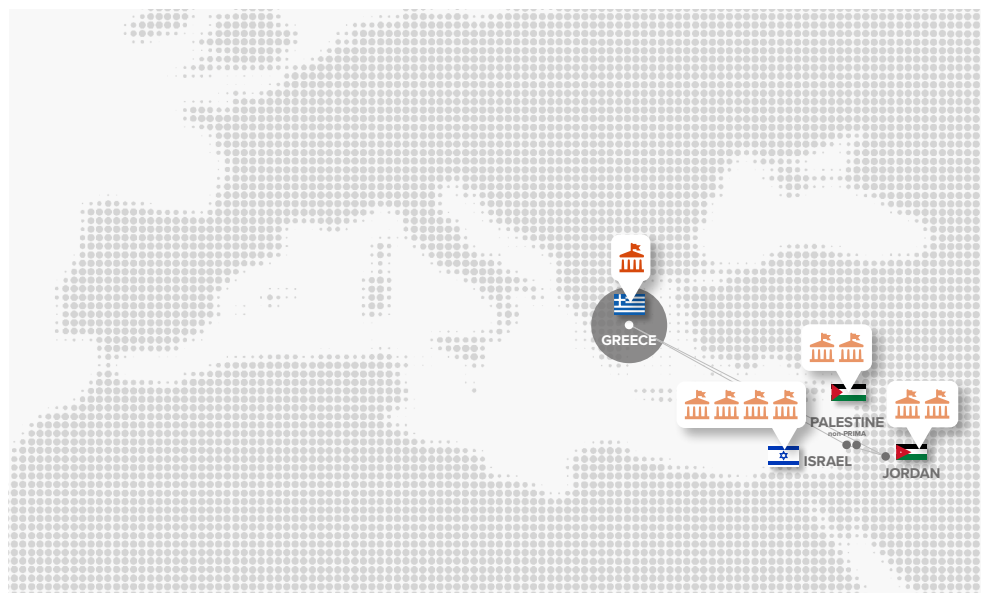 GREECE
PALESTINE
non-PRIMA
ISRAEL
JORDAN